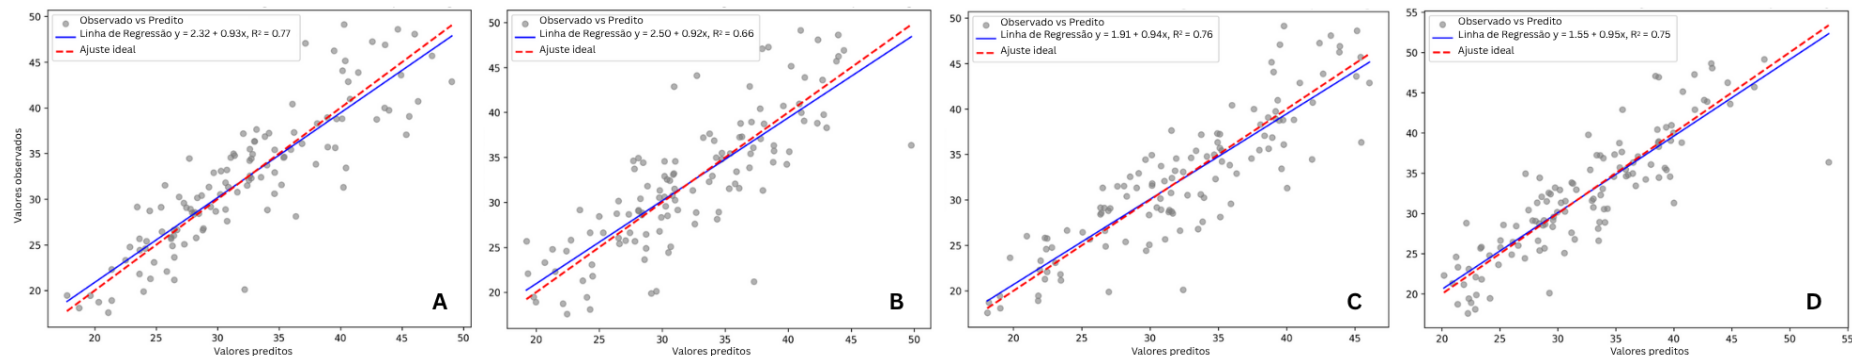 50
45
40
35
30
25
20
Valores observados
Observado vs Predito
Linha de Regressão y = 2.32 + 0.93x, R² = 0.77
Ajuste ideal
A
20
25
30
35
40
45
50
Valores preditos
50
45
40
35
30
25
20
Observado vs Predito
Linha de Regressão y = 2.50 + 0.92x, R² = 0.66
Ajuste ideal
B
20
25
30
35
40
45
50
Valores preditos
50
45
40
35
30
25
20
Observado vs Predito
Linha de Regressão y = 1.91 + 0.94x, R² = 0.76
Ajuste ideal
C
20
25
30
35
40
45
Valores preditos
55
50
45
40
35
30
25
20
Observado vs Predito
Linha de Regressão y = 1.55 + 0.95x, R² = 0.75
Ajuste ideal
D
20
25
30
35
40
45
50
55
Valores preditos